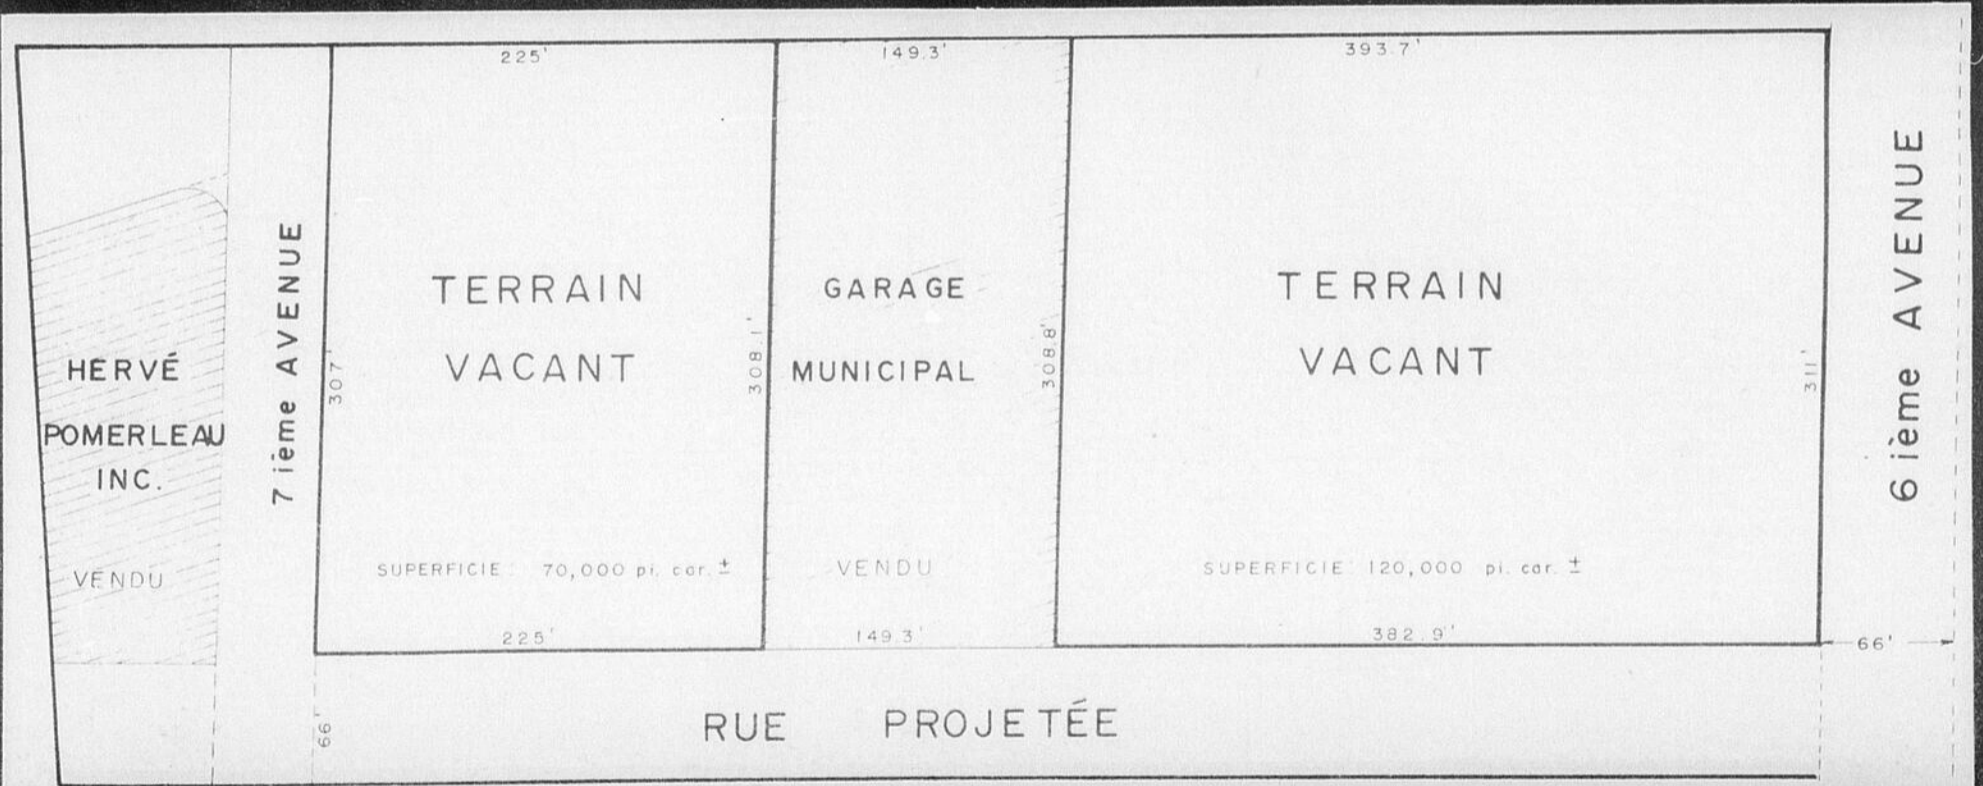 225'
149.3'
393.7'
HERVÉ
POMERLEAU
INC.
VENDU
7 ième AVENUE
307'
TERRAIN
VACANT
SUPERFICIE : 70,000 pi. car. ±
225'
308.1'
GARAGE
MUNICIPAL
VENDU
149.3'
308.8'
TERRAIN
VACANT
SUPERFICIE : 120,000 pi. car. ±
382.9'
311'
6 ième AVENUE
66'
66'
RUE PROJETÉE